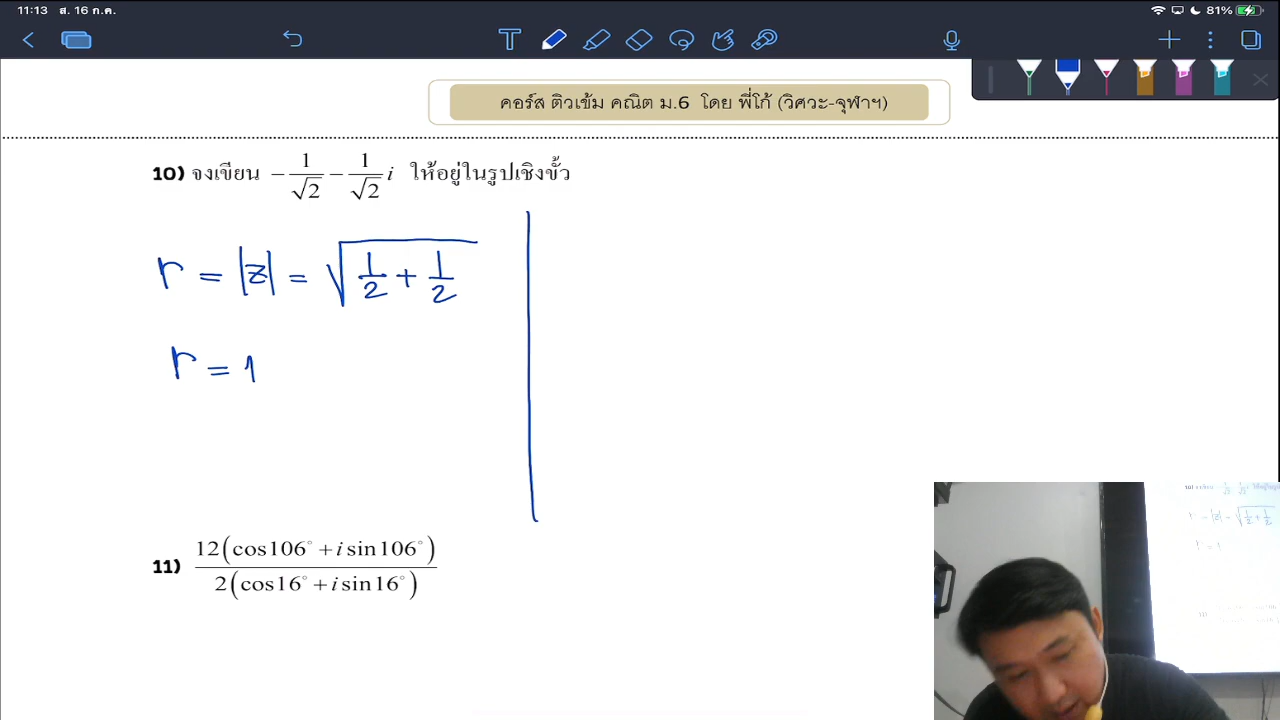 11:13 ส. 16 ก.ค. 81%
คอร์ส ติวเข้ม คณิต ม.6 โดย พี่โก้ (วิศวะ-จุฬาฯ)
10) จงเขียน −1/√2 − 1/√2 i ให้อยู่ในรูปเชิงขั้ว
r = |z| = √(1/2 + 1/2)
r = 1
11) 12(cos106° + i sin106°) / 2(cos16° + i sin16°)